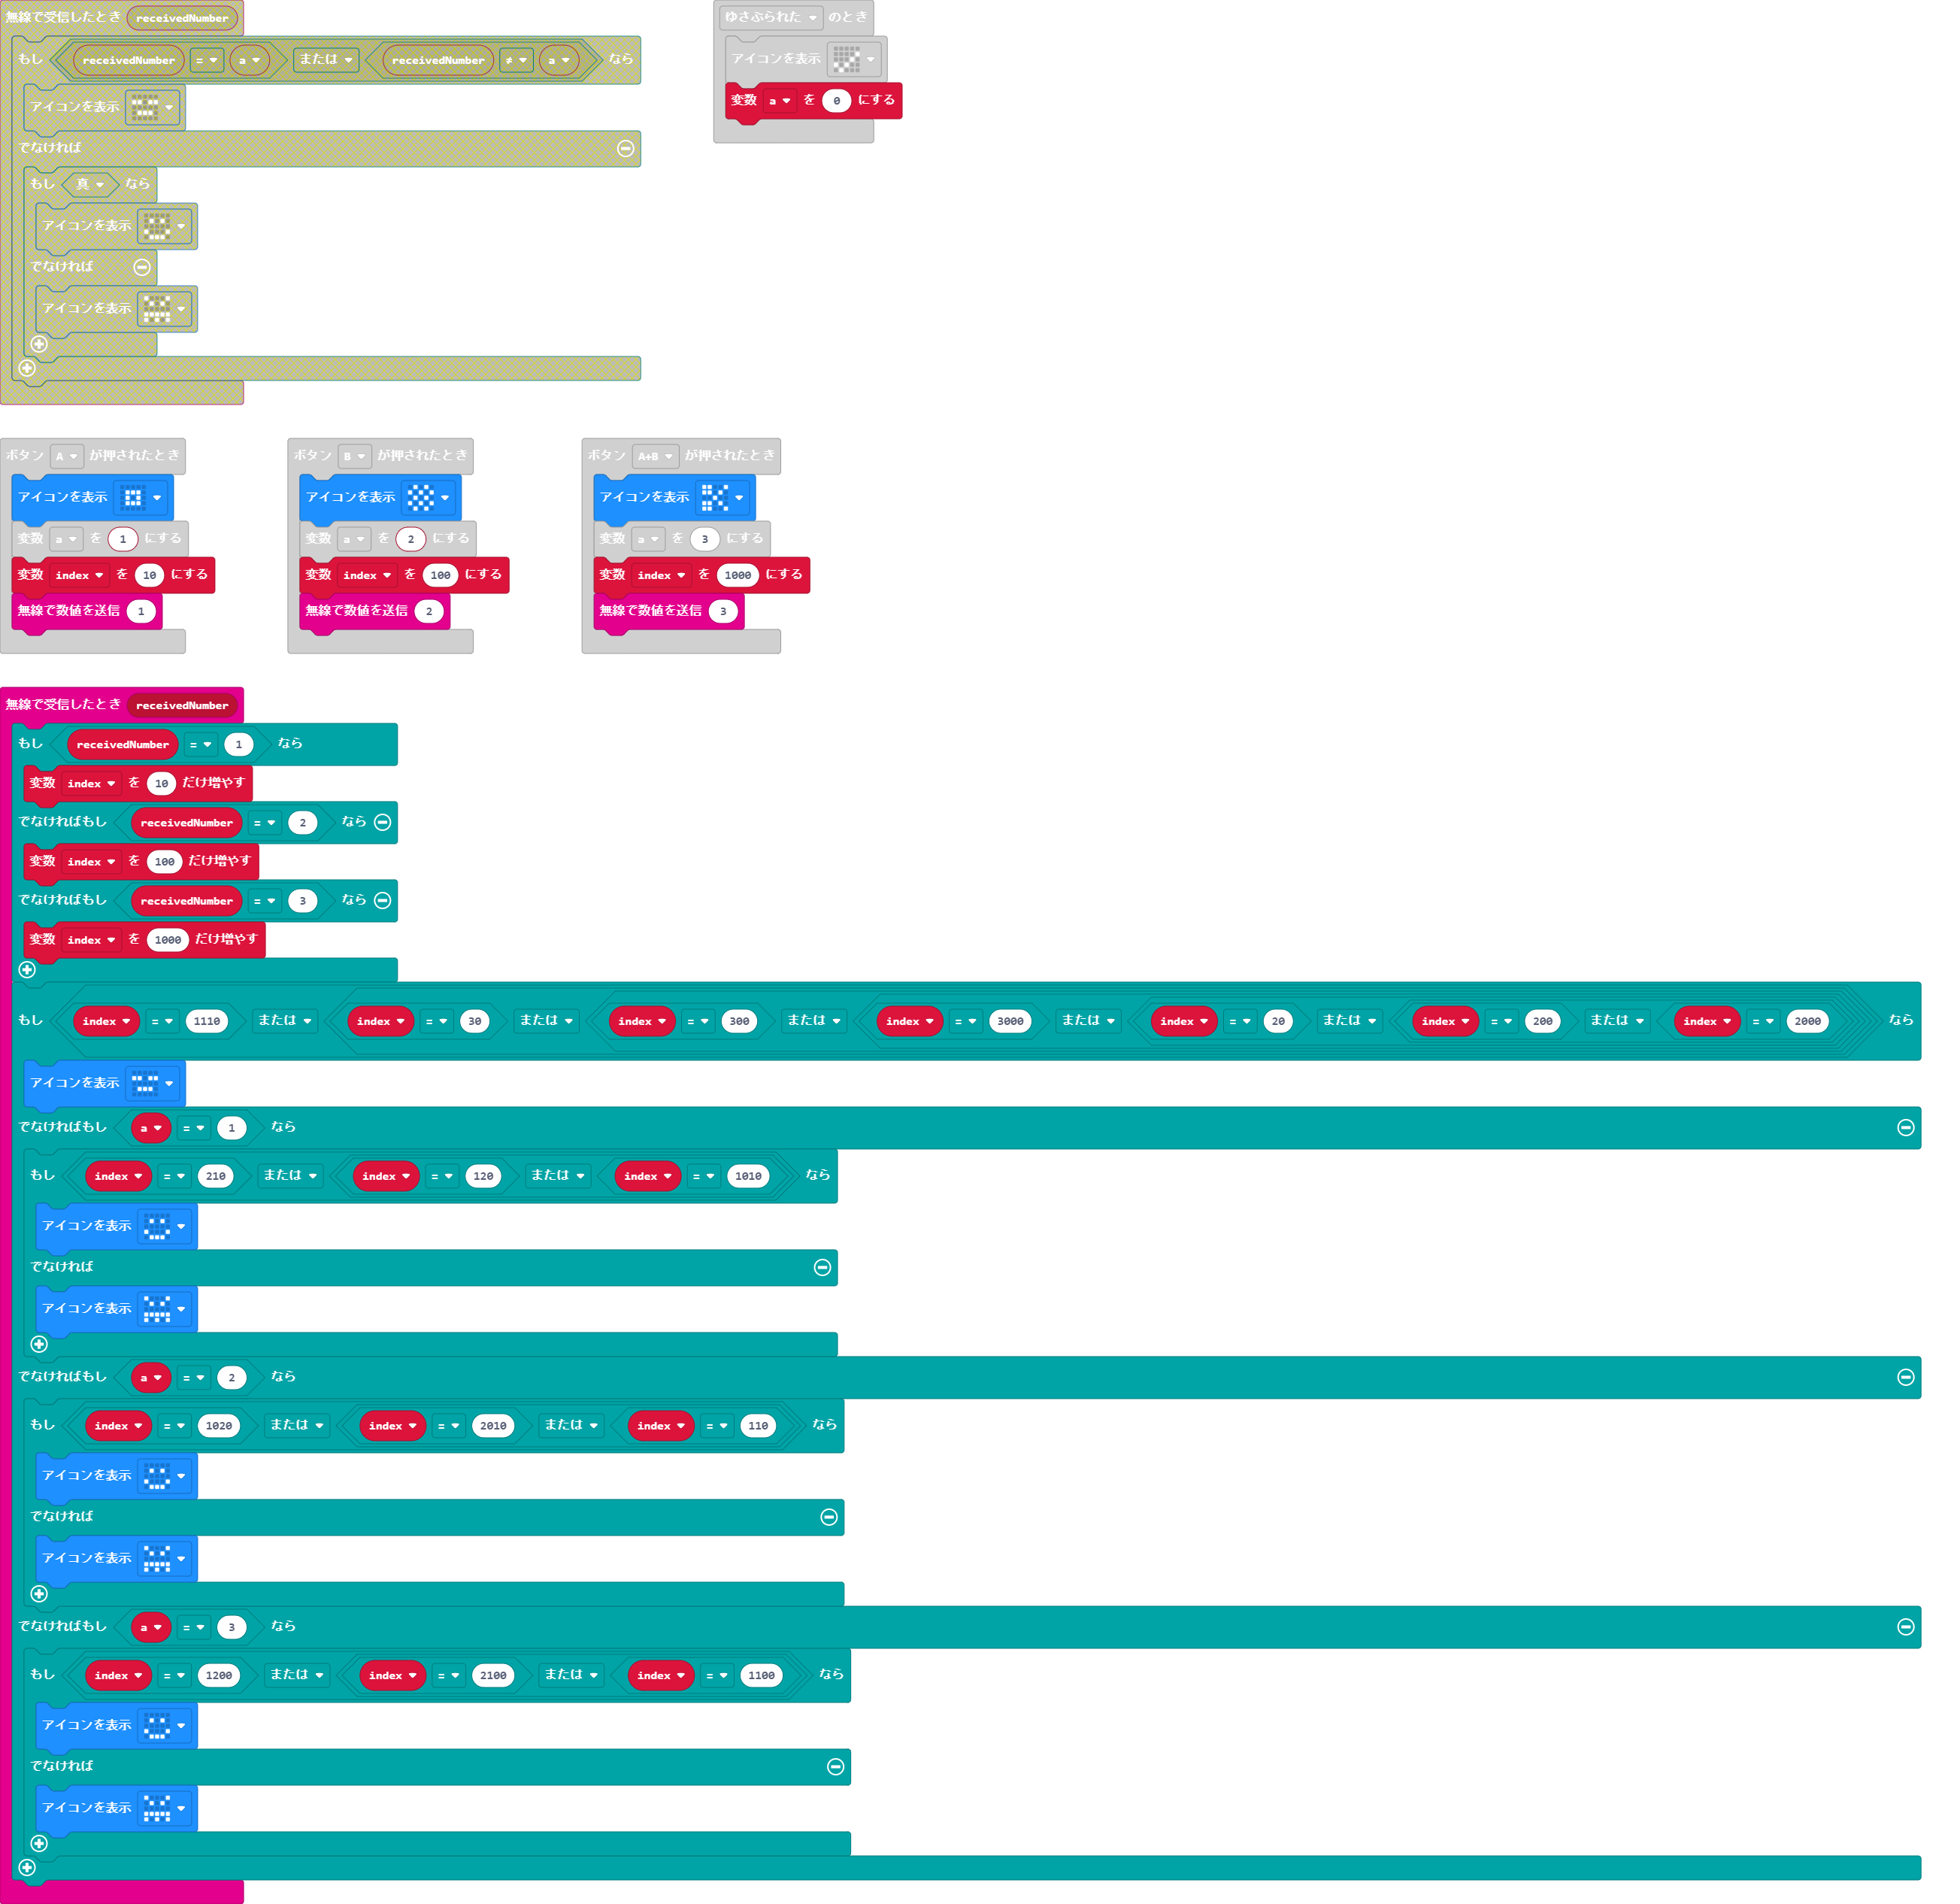 無線で受信したとき receivedNumber
もし receivedNumber = a または receivedNumber ≠ a なら
アイコンを表示
でなければ
もし 真 なら
アイコンを表示
でなければ
アイコンを表示
ゆさぶられた のとき
アイコンを表示
変数 a を 0 にする
ボタン A が押されたとき
アイコンを表示
変数 a を 1 にする
変数 index を 10 にする
無線で数値を送信 1
ボタン B が押されたとき
アイコンを表示
変数 a を 2 にする
変数 index を 100 にする
無線で数値を送信 2
ボタン A+B が押されたとき
アイコンを表示
変数 a を 3 にする
変数 index を 1000 にする
無線で数値を送信 3
無線で受信したとき receivedNumber
もし receivedNumber = 1 なら
変数 index を 10 だけ増やす
でなければもし receivedNumber = 2 なら
変数 index を 100 だけ増やす
でなければもし receivedNumber = 3 なら
変数 index を 1000 だけ増やす
もし index = 1110 または index = 30 または index = 300 または index = 3000 または index = 20 または index = 200 または index = 2000 なら
アイコンを表示
でなければもし a = 1 なら
もし index = 210 または index = 120 または index = 1010 なら
アイコンを表示
でなければ
アイコンを表示
でなければもし a = 2 なら
もし index = 1020 または index = 2010 または index = 110 なら
アイコンを表示
でなければ
アイコンを表示
でなければもし a = 3 なら
もし index = 1200 または index = 2100 または index = 1100 なら
アイコンを表示
でなければ
アイコンを表示